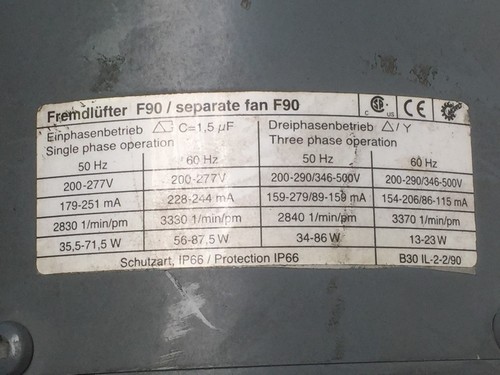 Fremdlüfter F90 / separate fan F90
C SA US CE
Einphasenbetrieb C=1,5 µF Dreiphasenbetrieb △/Y
Single phase operation Three phase operation
50 Hz 60 Hz 50 Hz 60 Hz
200-277V 200-277V 200-290/346-500V 200-290/346-500V
179-251 mA 228-244 mA 159-279/89-159 mA 154-206/86-115 mA
2830 1/min/pm 3330 1/min/pm 2840 1/min/pm 3370 1/min/pm
35,5-71,5 W 56-87,5 W 34-86 W 13-23 W
Schutzart, IP66 / Protection IP66 B30 IL-2-2/90